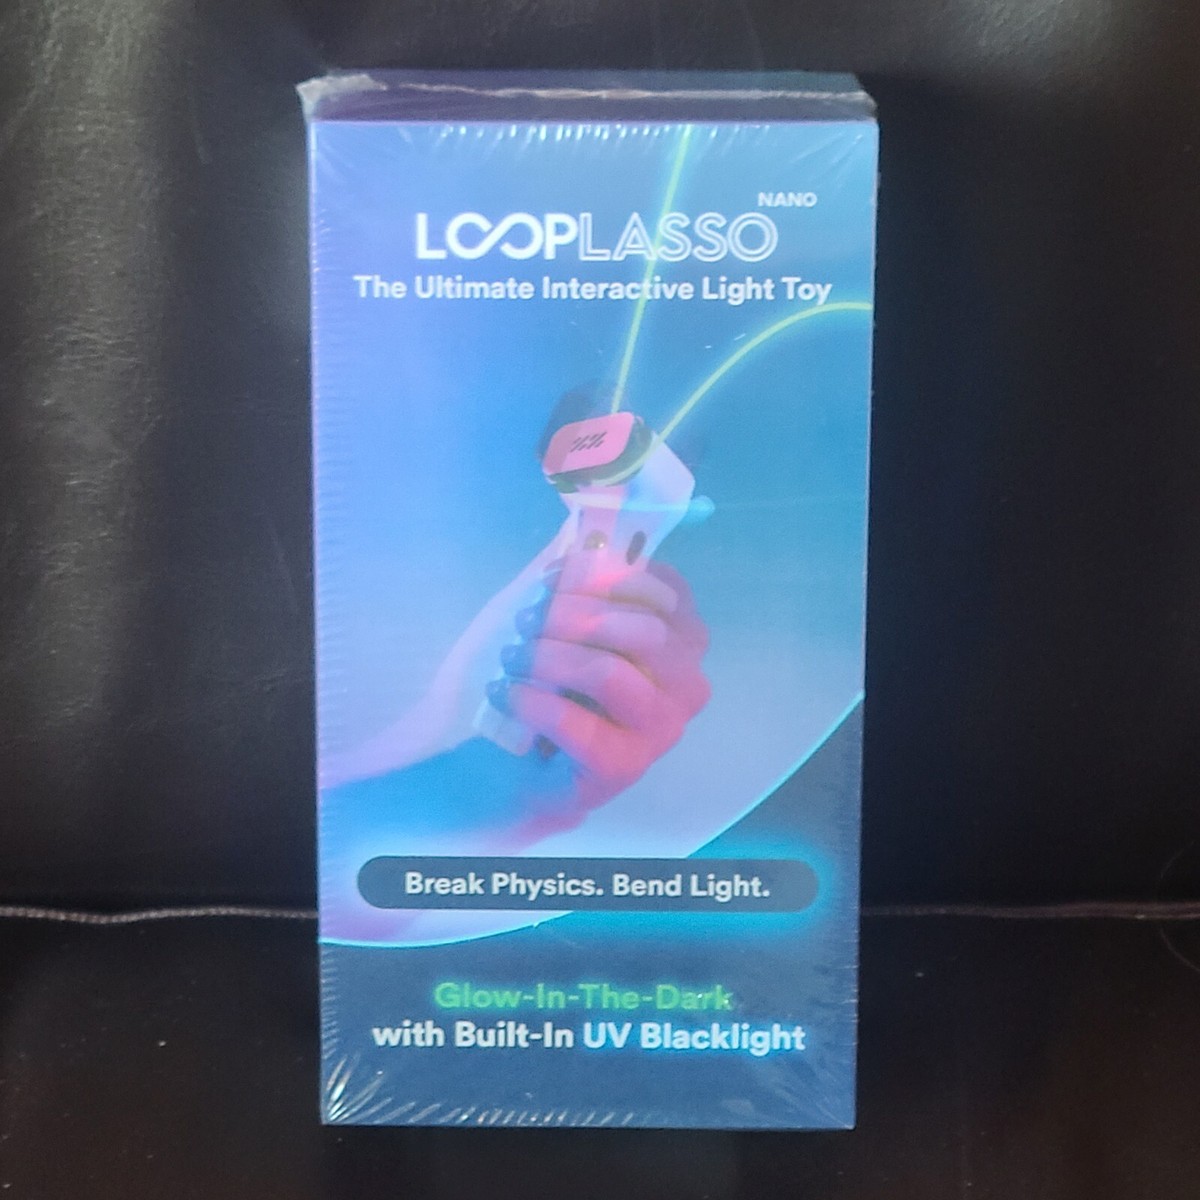 NANO
LOOPLASSO
The Ultimate Interactive Light Toy
Break Physics. Bend Light.
Glow-In-The-Dark
with Built-In UV Blacklight